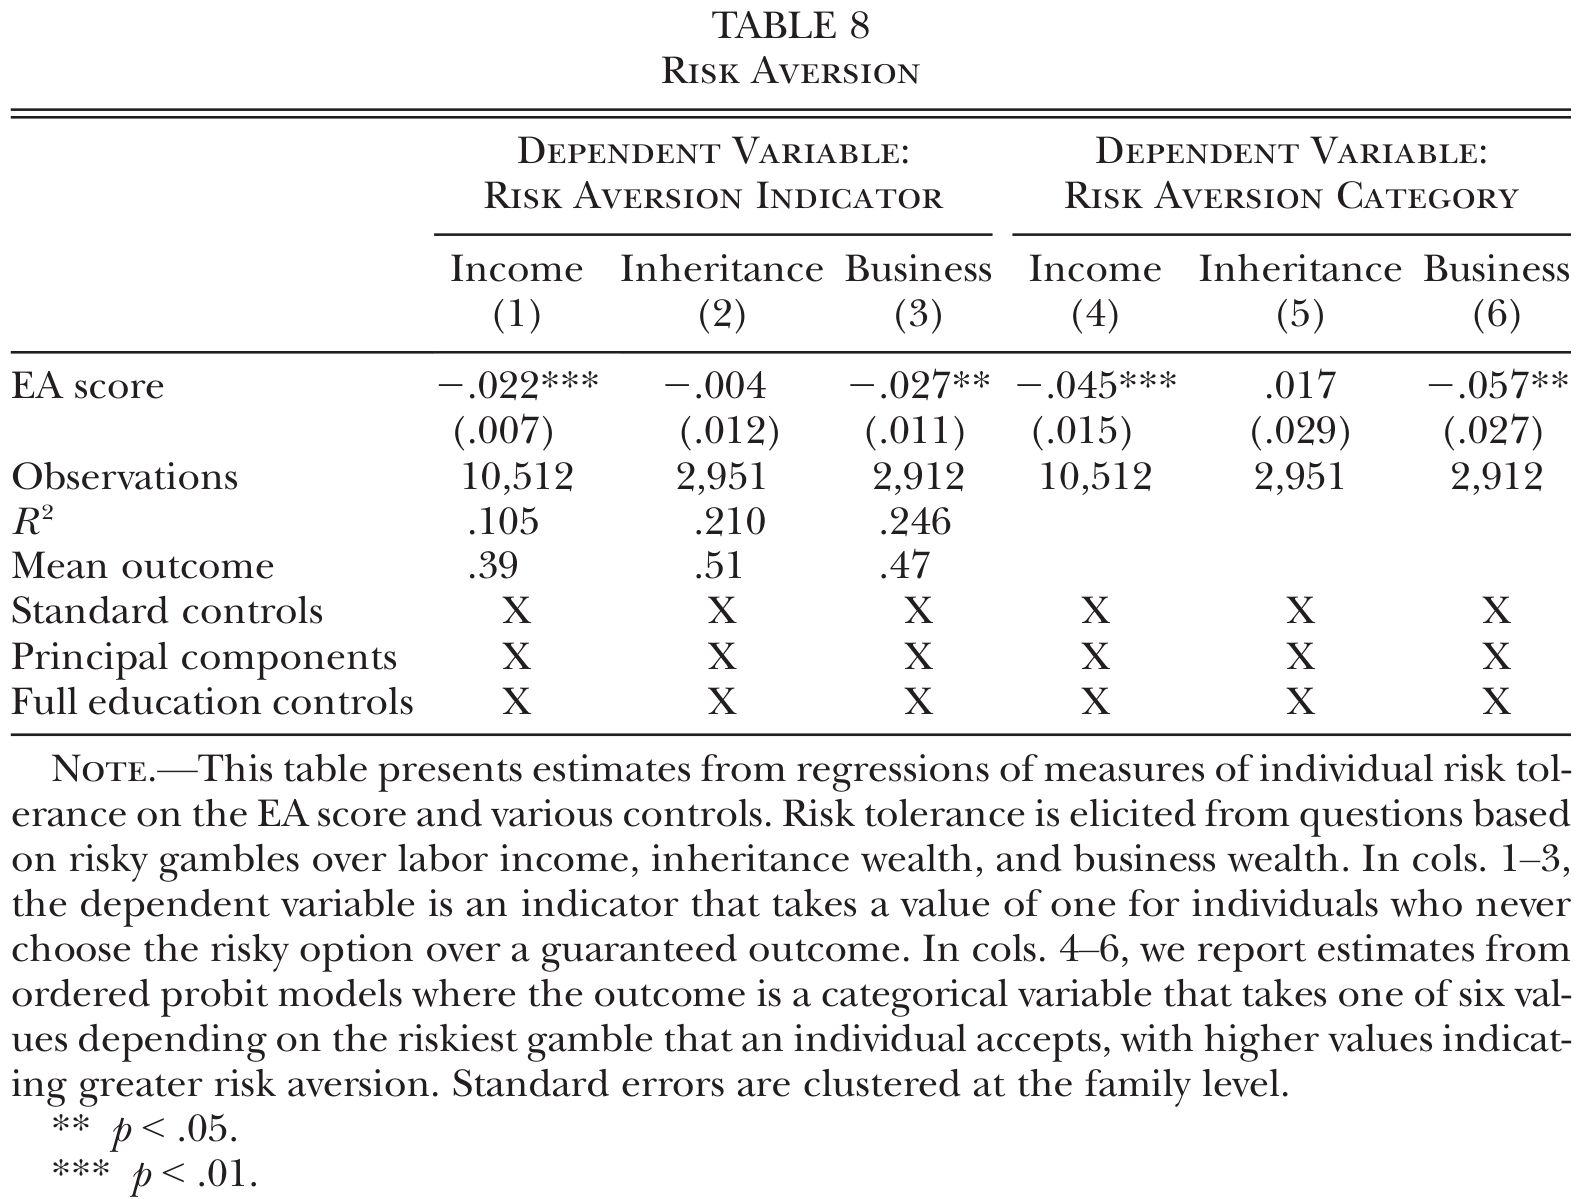 TABLE 8
Risk Aversion
Dependent Variable: Dependent Variable:
Risk Aversion Indicator Risk Aversion Category
Income Inheritance Business Income Inheritance Business
(1) (2) (3) (4) (5) (6)
EA score −.022*** −.004 −.027** −.045*** .017 −.057**
(.007) (.012) (.011) (.015) (.029) (.027)
Observations 10,512 2,951 2,912 10,512 2,951 2,912
R² .105 .210 .246
Mean outcome .39 .51 .47
Standard controls X X X X X X
Principal components X X X X X X
Full education controls X X X X X X
Note.—This table presents estimates from regressions of measures of individual risk tol-
erance on the EA score and various controls. Risk tolerance is elicited from questions based
on risky gambles over labor income, inheritance wealth, and business wealth. In cols. 1–3,
the dependent variable is an indicator that takes a value of one for individuals who never
choose the risky option over a guaranteed outcome. In cols. 4–6, we report estimates from
ordered probit models where the outcome is a categorical variable that takes one of six val-
ues depending on the riskiest gamble that an individual accepts, with higher values indicat-
ing greater risk aversion. Standard errors are clustered at the family level.
** p < .05.
*** p < .01.